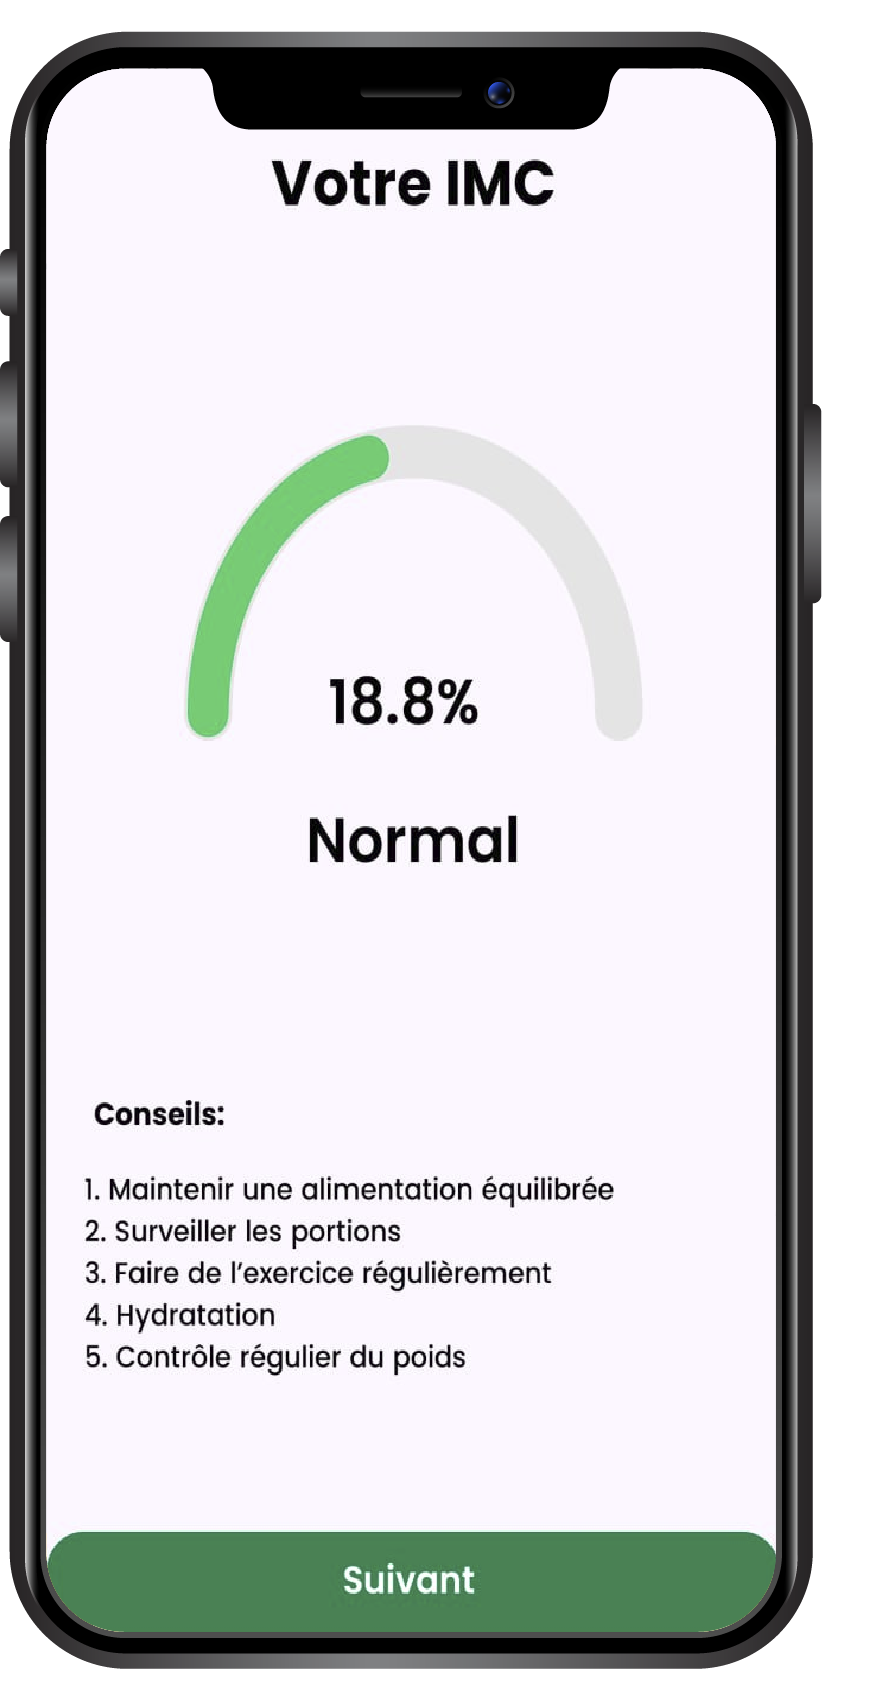 Votre IMC
18.8%
Normal
Conseils:
1. Maintenir une alimentation équilibrée
2. Surveiller les portions
3. Faire de l’exercice régulièrement
4. Hydratation
5. Contrôle régulier du poids
Suivant